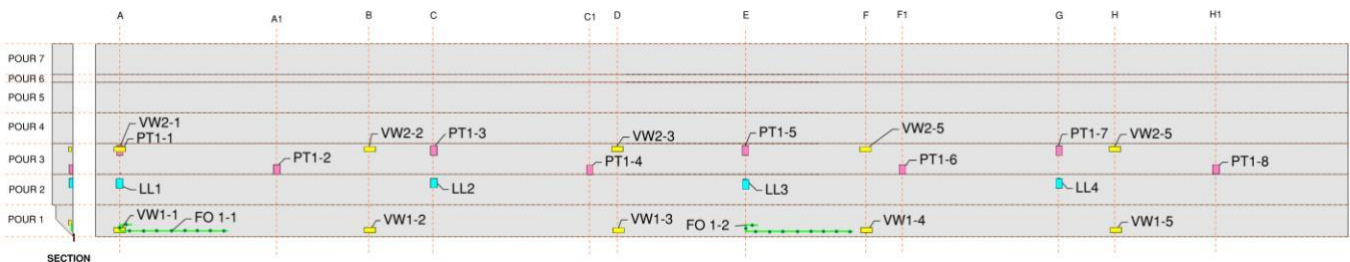 A A1 B C C1 D E F F1 G H H1
POUR 7
POUR 6
POUR 5
POUR 4
VW2-1 VW2-2 PT1-3 VW2-3 PT1-5 VW2-5 PT1-7 VW2-5
PT1-1
POUR 3
PT1-2 PT1-4 PT1-6 PT1-8
POUR 2
LL1 LL2 LL3 LL4
POUR 1
VW1-1 FO 1-1 VW1-2 VW1-3 FO 1-2 VW1-4 VW1-5
SECTION